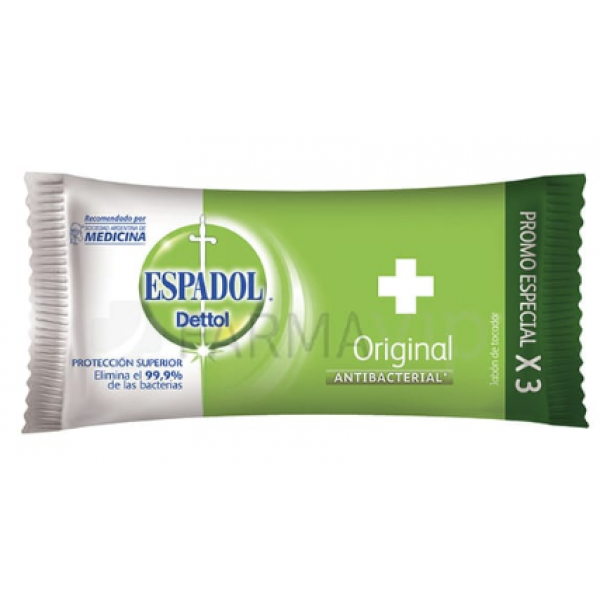 Recomendado por
SOCIEDAD ARGENTINA DE
MEDICINA
ESPADOL
Dettol
PROTECCIÓN SUPERIOR
Elimina el 99,9%
de las bacterias
Original
ANTIBACTERIAL*
Jabón de tocador
PROMO ESPECIAL X 3
FARMA